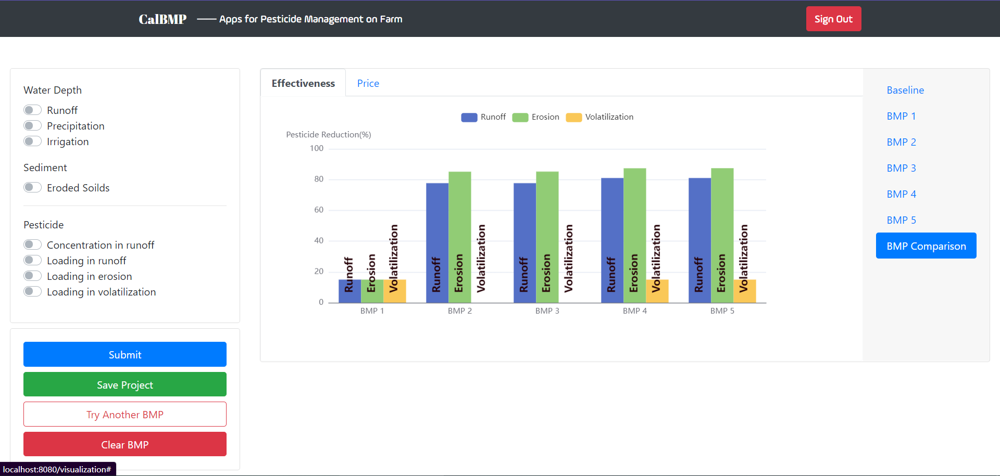 CalBMP —— Apps for Pesticide Management on Farm
Sign Out
Water Depth
Runoff
Precipitation
Irrigation
Sediment
Eroded Soilds
Pesticide
Concentration in runoff
Loading in runoff
Loading in erosion
Loading in volatilization
Submit
Save Project
Try Another BMP
Clear BMP
localhost:8080/visualization#
Effectiveness
Price
Runoff Erosion Volatilization
Pesticide Reduction(%)
100
80
60
40
20
0
Runoff Erosion Volatilization
Runoff Erosion Volatilization
Runoff Erosion Volatilization
Runoff Erosion Volatilization
Runoff Erosion Volatilization
BMP 1 BMP 2 BMP 3 BMP 4 BMP 5
Baseline
BMP 1
BMP 2
BMP 3
BMP 4
BMP 5
BMP Comparison